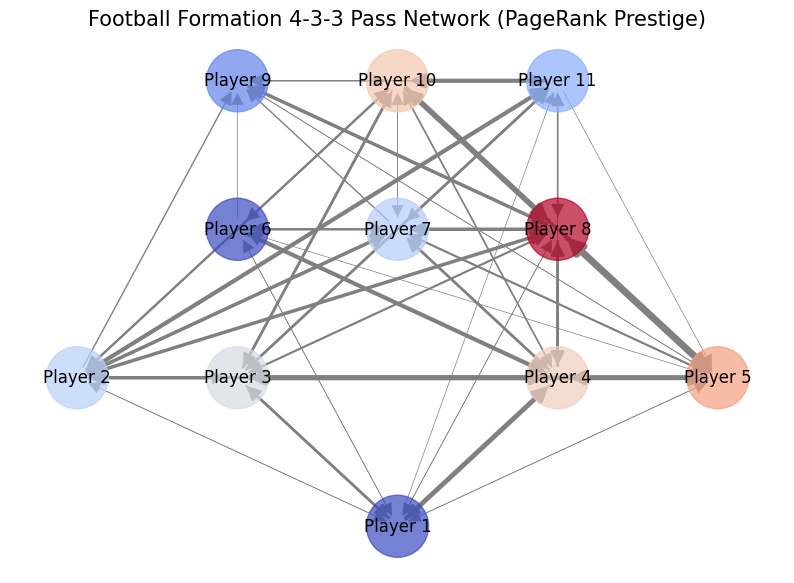 Football Formation 4-3-3 Pass Network (PageRank Prestige)
Player 9
Player 10
Player 11
Player 6
Player 7
Player 8
Player 2
Player 3
Player 4
Player 5
Player 1